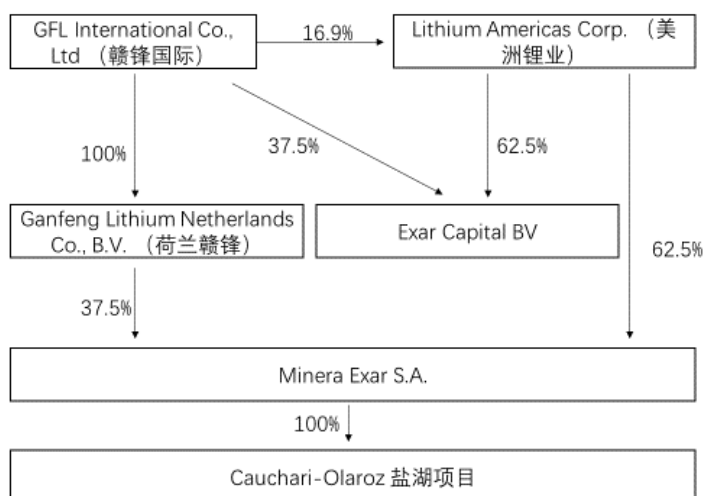 GFL International Co.,
Ltd （赣锋国际）
16.9%
Lithium Americas Corp. （美
洲锂业）
100%
37.5%
62.5%
Ganfeng Lithium Netherlands
Co., B.V. （荷兰赣锋）
Exar Capital BV
62.5%
37.5%
Minera Exar S.A.
100%
Cauchari-Olaroz 盐湖项目